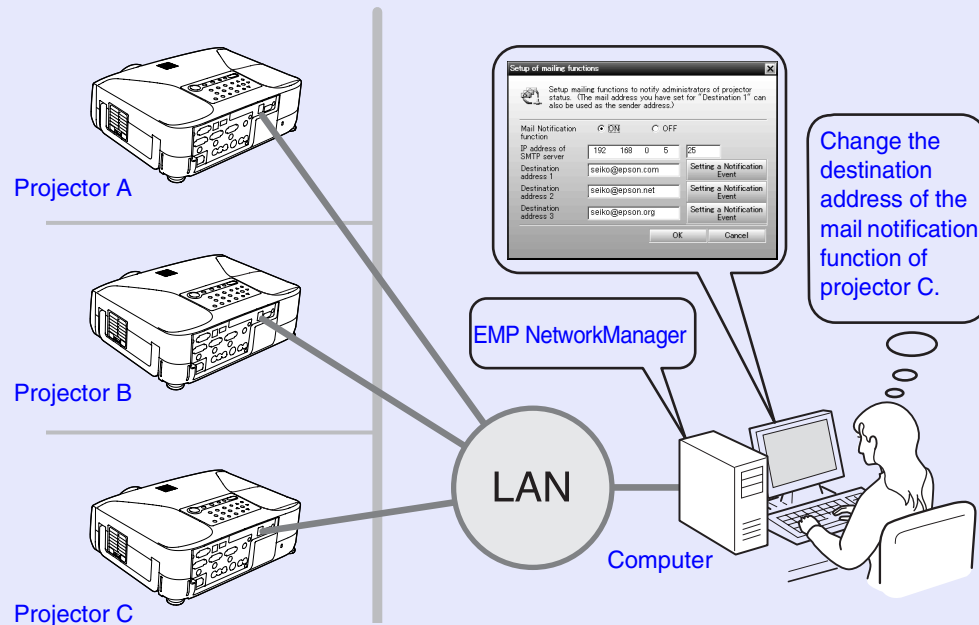 Projector A
Projector B
Projector C
Setup of mailing functions
Setup mailing functions to notify administrators of projector
status. (The mail address you have set for "Destination 1" can
also be used as the sender address.)
Mail Notification
function
ON
OFF
IP address of
SMTP server
192 168 0 5
25
Destination
address 1
seiko@epson.com
Setting a Notification
Event
Destination
address 2
seiko@epson.net
Setting a Notification
Event
Destination
address 3
seiko@epson.org
Setting a Notification
Event
OK
Cancel
EMP NetworkManager
LAN
Computer
Change the
destination
address of the
mail notification
function of
projector C.